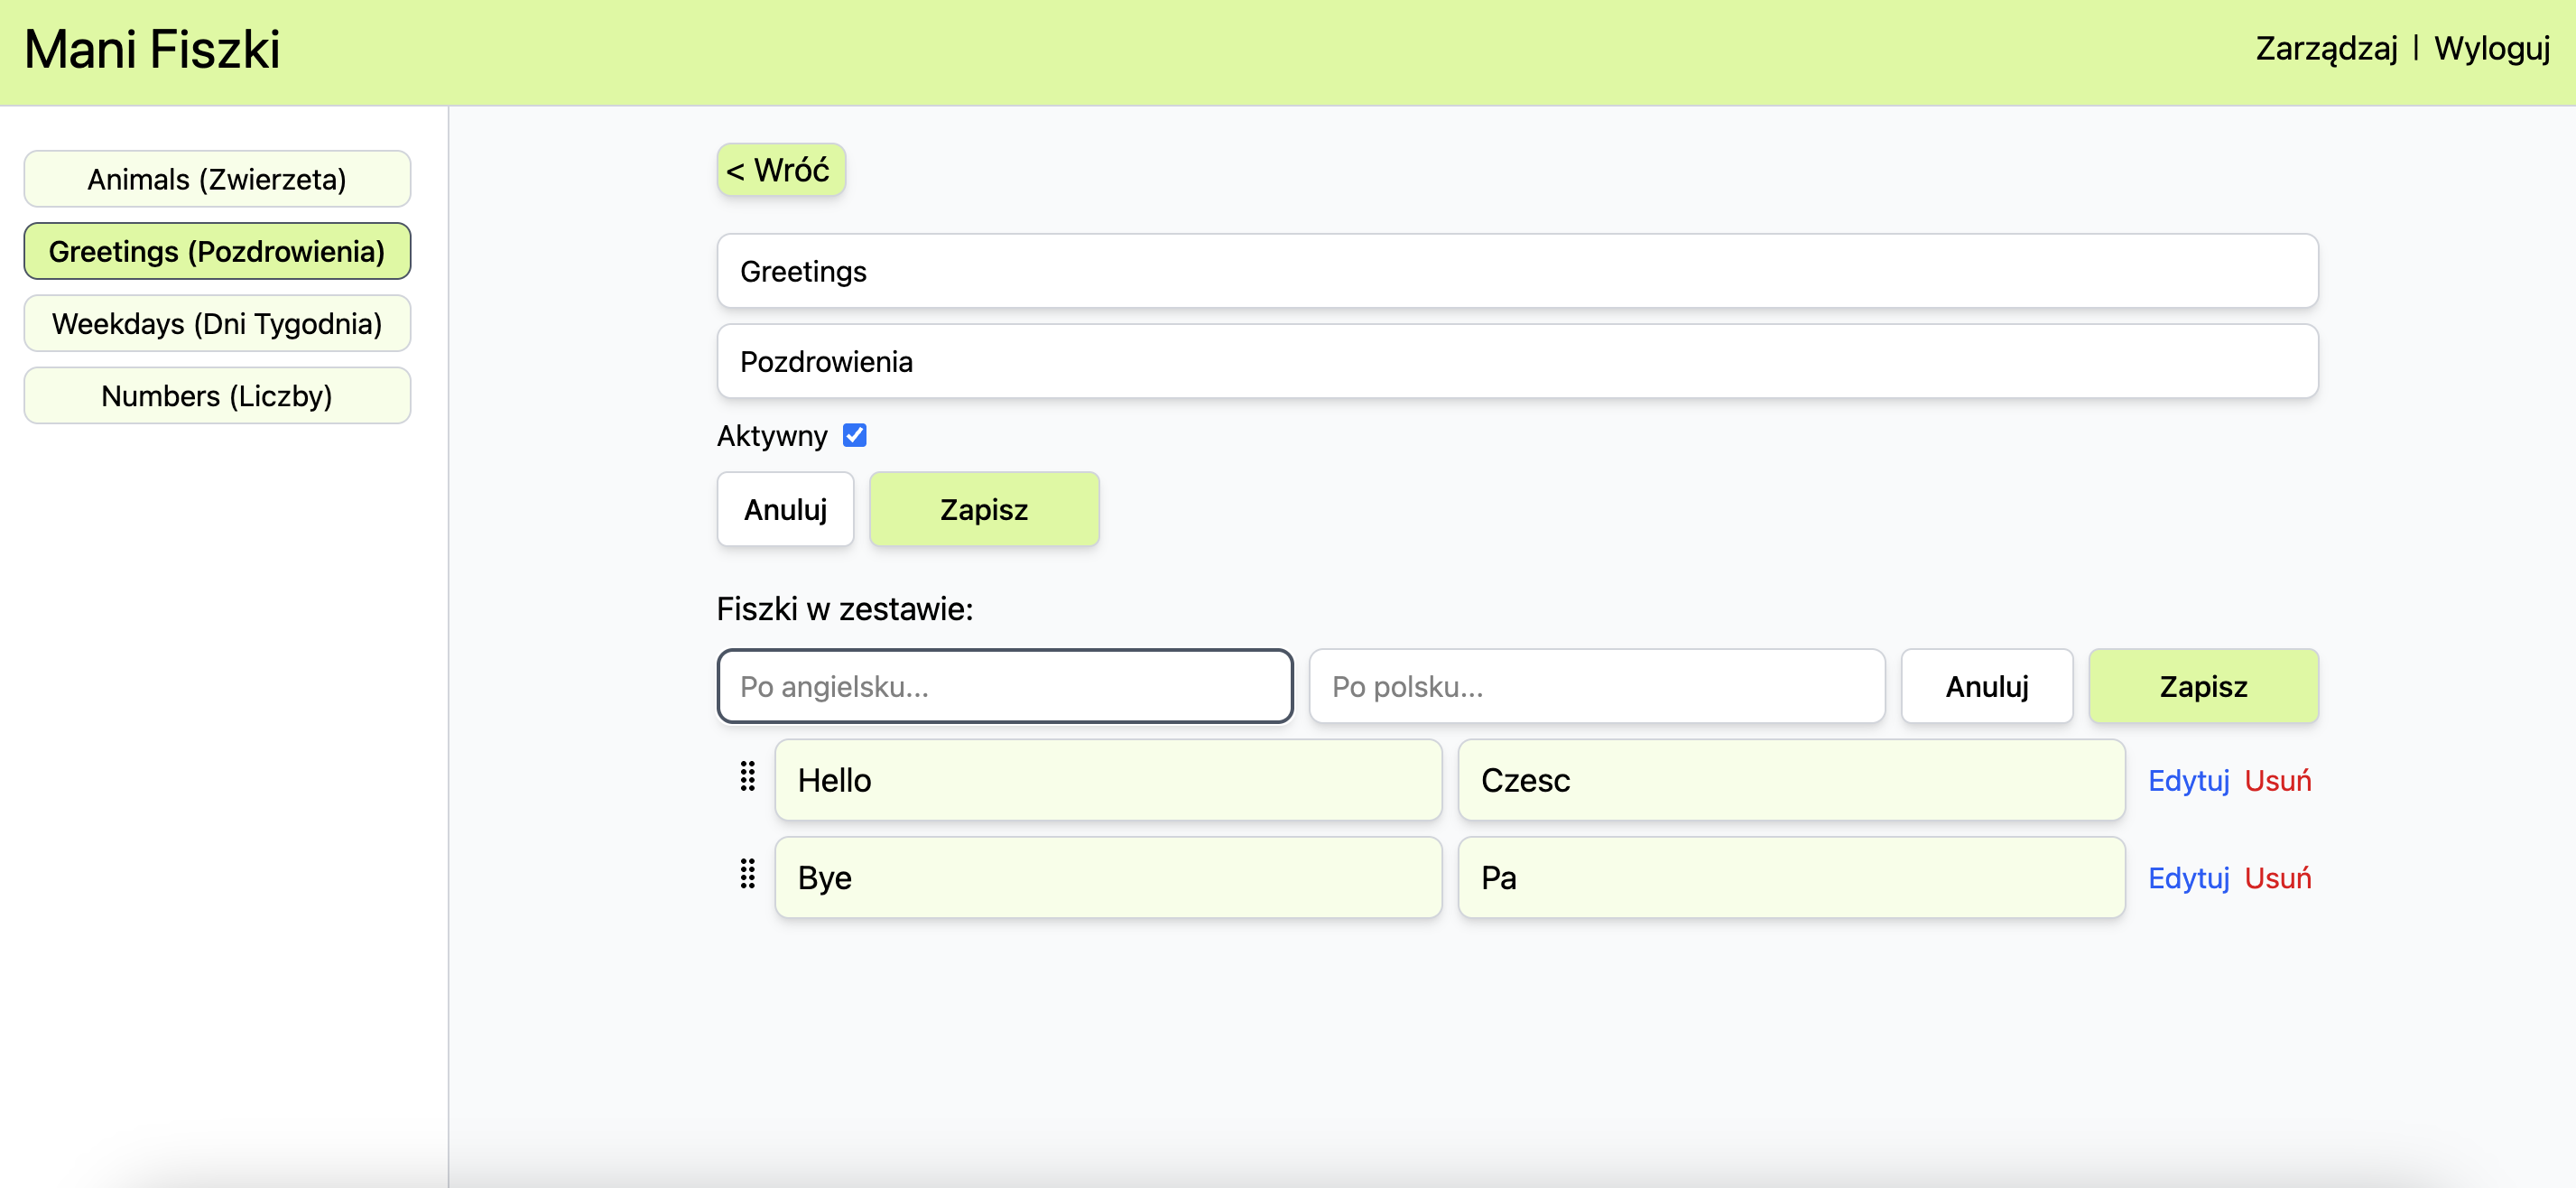 Mani Fiszki
Zarządzaj | Wyloguj
Animals (Zwierzeta)
Greetings (Pozdrowienia)
Weekdays (Dni Tygodnia)
Numbers (Liczby)
< Wróć
Greetings
Pozdrowienia
Aktywny
Anuluj Zapisz
Fiszki w zestawie:
Po angielsku... Po polsku... Anuluj Zapisz
Hello Czesc Edytuj Usuń
Bye Pa Edytuj Usuń